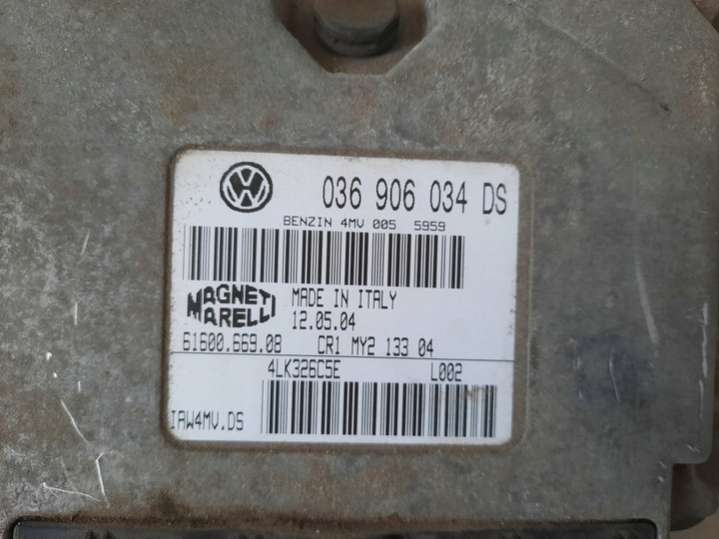 036 906 034 DS
BENZIN 4MV 005 5959
MAGNETI MARELLI
MADE IN ITALY
12.05.04
61600.669.08 CR1 MY2 133 04
4LK326C5E L002
IAW4MV.DS